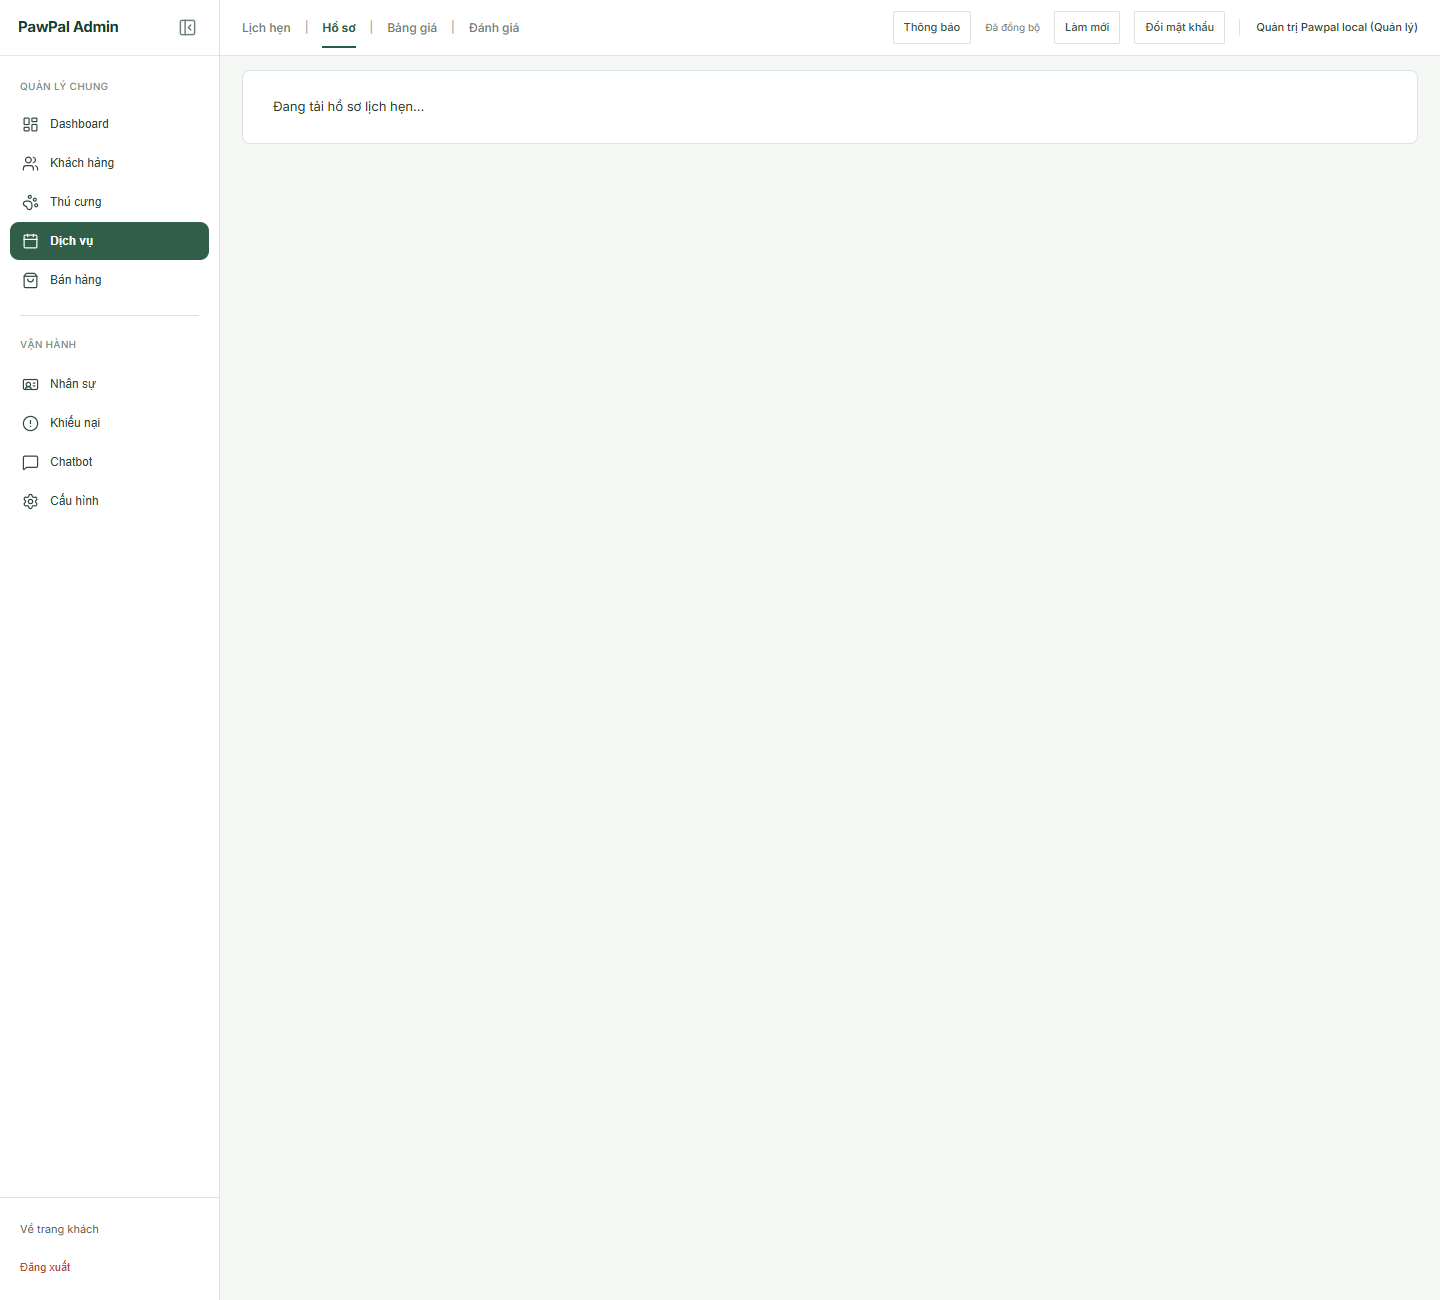 PawPal Admin
Lịch hẹn | Hồ sơ | Bảng giá | Đánh giá
Thông báo
Đã đồng bộ
Làm mới
Đổi mật khẩu
Quản trị Pawpal local (Quản lý)
QUẢN LÝ CHUNG
Dashboard
Khách hàng
Thú cưng
Dịch vụ
Bán hàng
VẬN HÀNH
Nhân sự
Khiếu nại
Chatbot
Cấu hình
Đang tải hồ sơ lịch hẹn...
Về trang khách
Đăng xuất